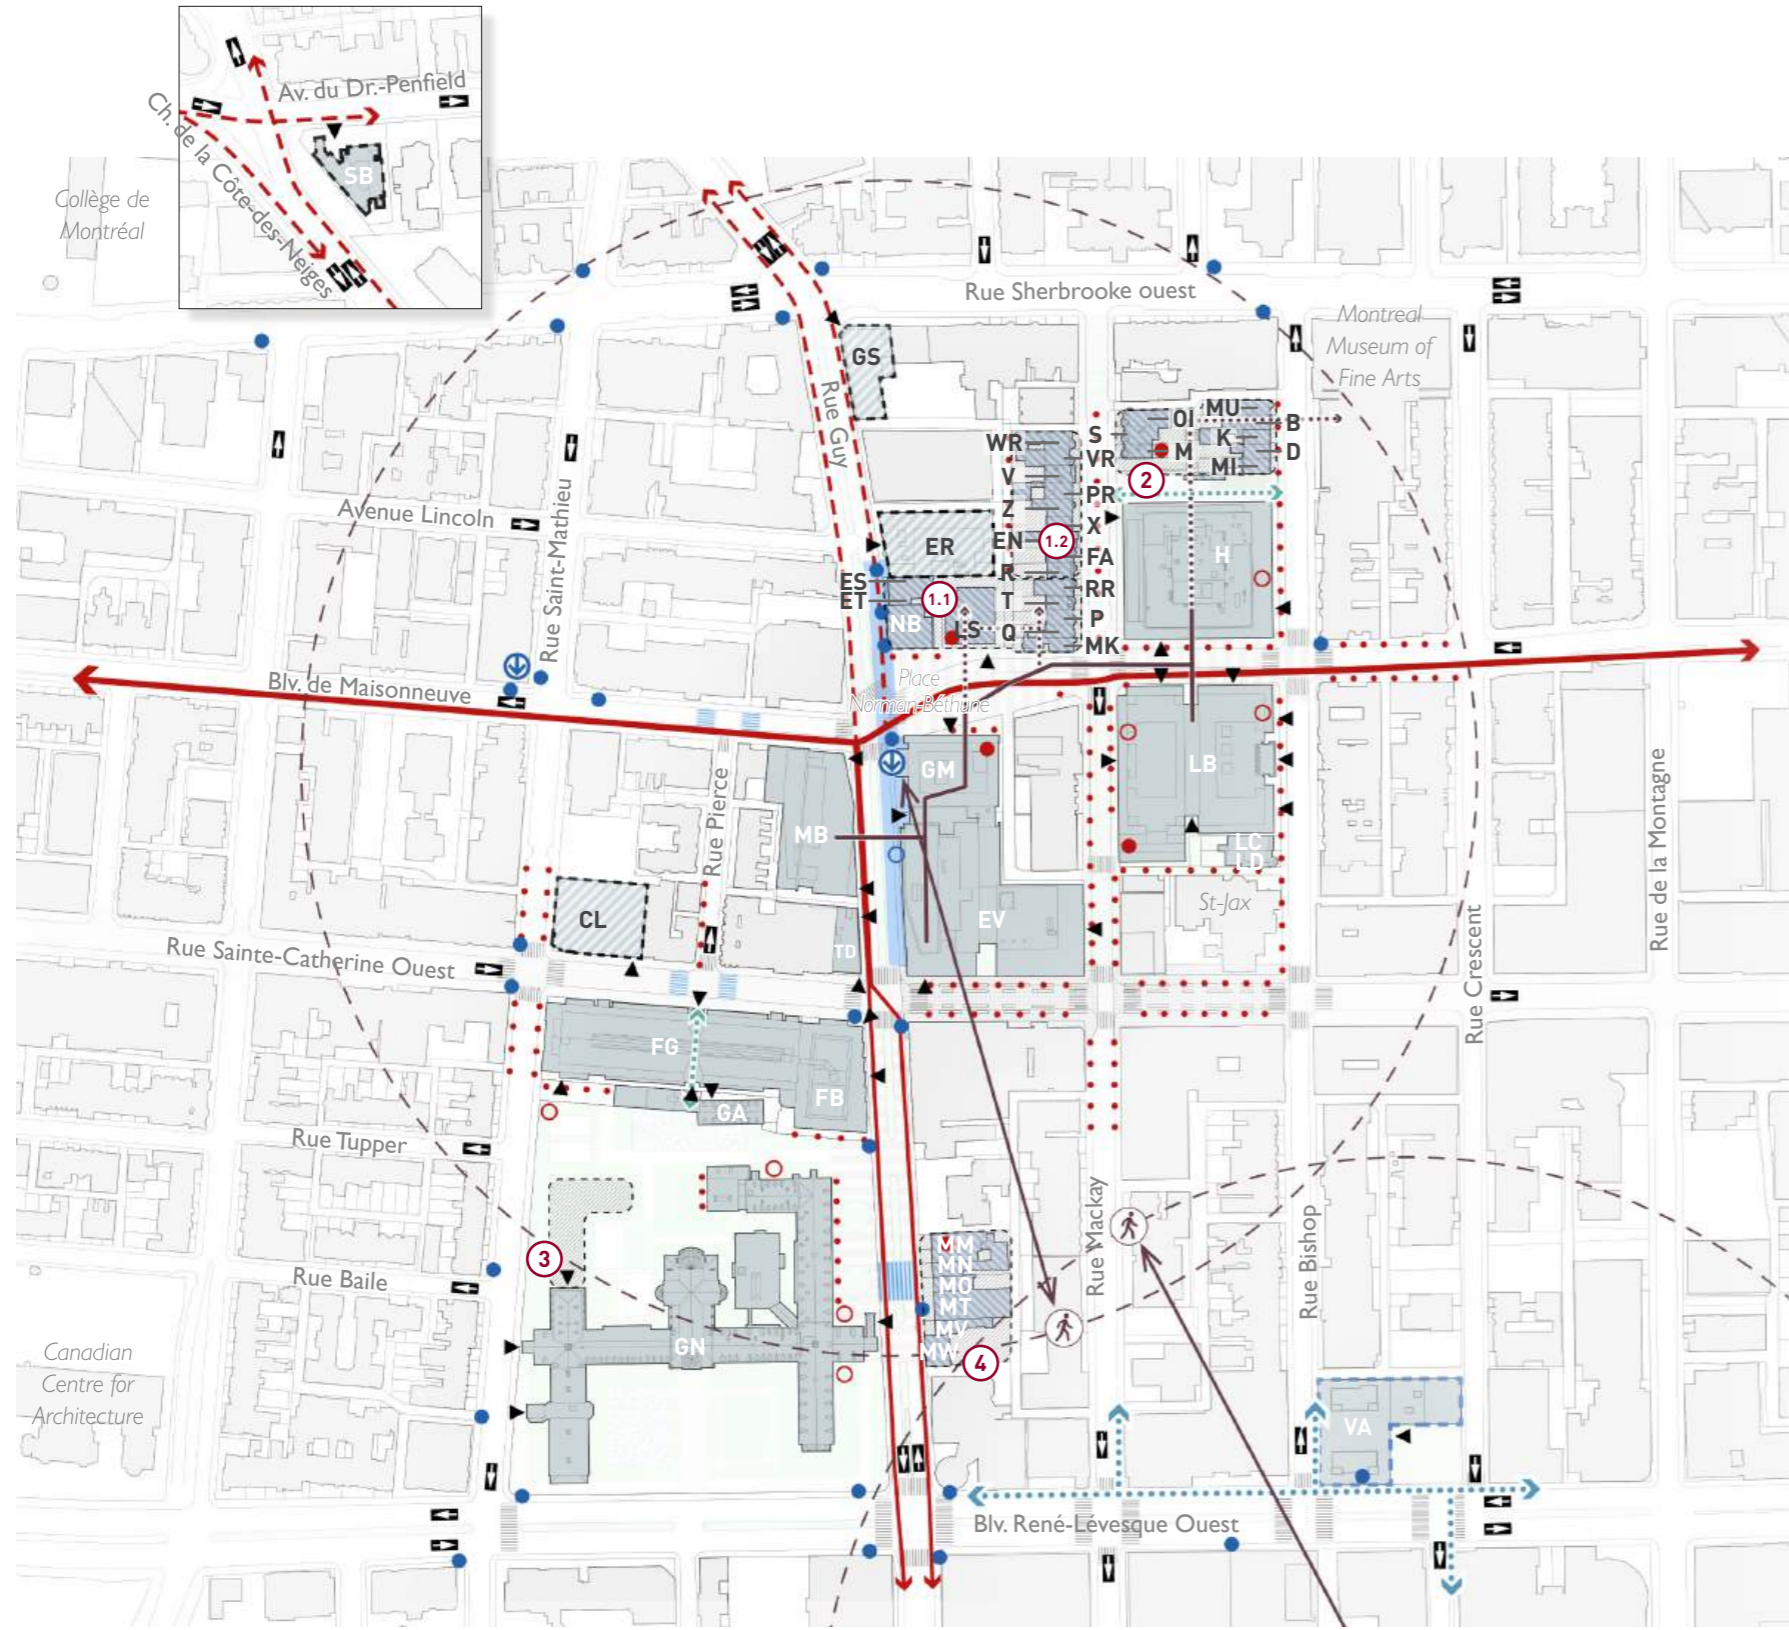 Av. du Dr.-Penfield
Ch. de la Côte-des-Neiges
SB
Collège de
Montréal
Rue Sherbrooke ouest
Montreal
Museum of
Fine Arts
GS
Rue Guy
WR
V
Z
EN
R
T
Q
S
VR
PR
X
FA
RR
P
MK
OI
M
MU
K
MI
B
D
2
1.2
1.1
ER
ES
ET
NB
LS
H
Avenue Lincoln
Rue Saint-Mathieu
Blv. de Maisonneuve
Place
Norman-Béthune
GM
LB
LC
LD
MB
Rue Pierce
EV
St-Jax
TD
CL
Rue Sainte-Catherine Ouest
Rue de la Montagne
Rue Crescent
FG
FB
GA
Rue Tupper
Rue Baile
3
GN
MM
MN
MO
MT
MV
MW
4
Rue Mackay
Rue Bishop
VA
Canadian
Centre for
Architecture
Blv. René-Lévesque Ouest